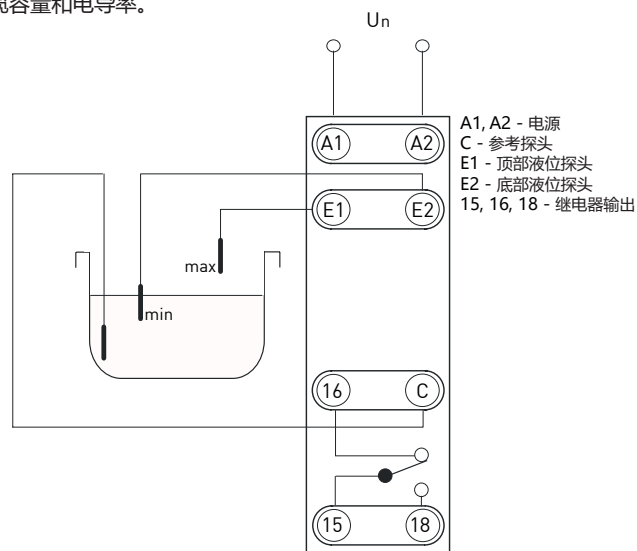 容量和电导率。
Un
A1
A2
A1, A2 - 电源
C - 参考探头
E1 - 顶部液位探头
E2 - 底部液位探头
15, 16, 18 - 继电器输出
E1
E2
max
min
16
C
15
18